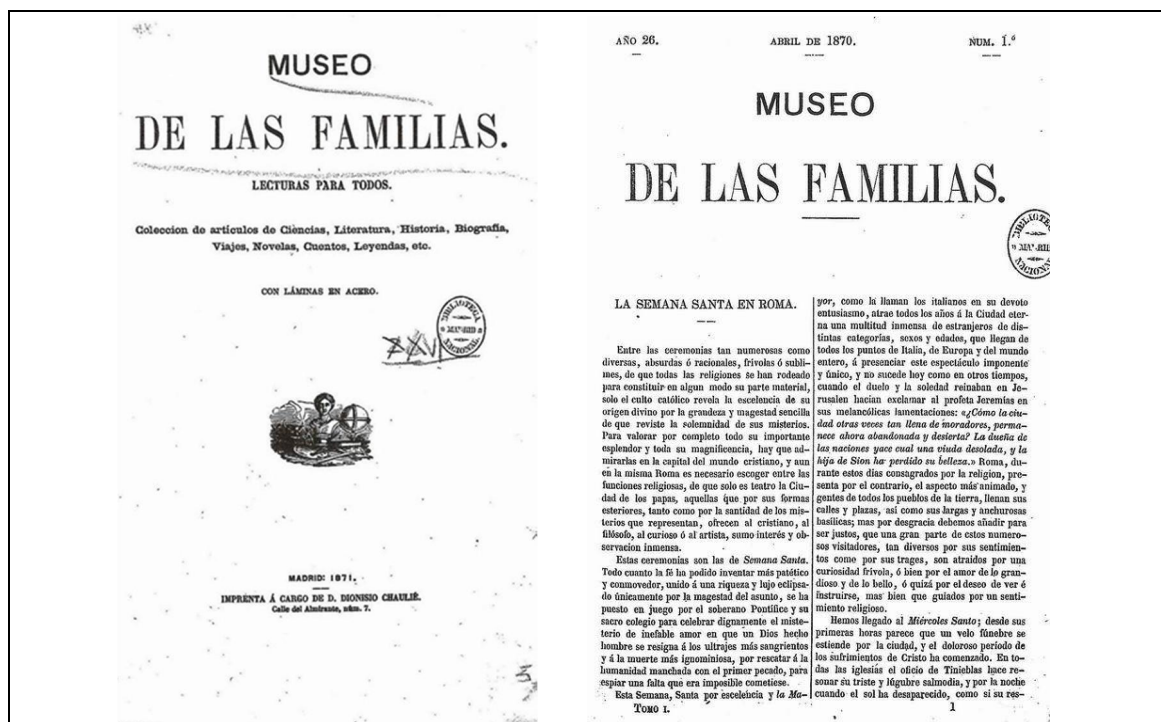 MUSEO
DE LAS FAMILIAS.
LECTURAS PARA TODOS.
Coleccion de artículos de Ciencias, Literatura, Historia, Biografía,
Viajes, Novelas, Cuentos, Leyendas, etc.
CON LÁMINAS EN ACERO.
BIBLIOTECA
MADRID
NACIONAL
XXVI
MADRID: 1871.
IMPRENTA Á CARGO DE D. DIONISIO CHAULIÉ.
Calle del Almirante, núm. 7.
AÑO 26.
ABRIL DE 1870.
NUM. 1.º
MUSEO
DE LAS FAMILIAS.
BIBLIOTECA
MADRID
NACIONAL
LA SEMANA SANTA EN ROMA.
Entre las ceremonias tan numerosas como
diversas, absurdas ó racionales, frívolas ó subli-
mes, de que todas las religiones se han rodeado
para constituir en algun modo su parte material,
solo el culto católico revela la escelencia de su
origen divino por la grandeza y magestad sencilla
de que reviste la solemnidad de sus misterios.
Para valorar por completo todo su importante
esplendor y toda su magnificencia, hay que ad-
mirarlas en la capital del mundo cristiano, y aun
en la misma Roma es necesario escoger entre las
funciones religiosas, de que solo es teatro la Ciu-
dad de los papas, aquellas que por sus formas
esteriores, tanto como por la santidad de los mis-
terios que representan, ofrecen al cristiano, al
filósofo, al curioso ó al artista, sumo interés y ob-
servacion inmensa.
Estas ceremonias son las de Semana Santa.
Todo cuanto la fé ha podido inventar más patético
y conmovedor, unido á una riqueza y lujo eclipsa-
do únicamente por la magestad del asunto, se ha
puesto en juego por el soberano Pontífice y su
sacro colegio para celebrar dignamente el miste-
terio de inefable amor en que un Dios hecho
hombre se resigna á los ultrajes más sangrientos
y á la muerte más ignominiosa, por rescatar á la
humanidad manchada con el primer pecado, para
espiar una falta que era imposible cometiese.
Esta Semana, Santa por escelencia y la Ma-
yor, como la llaman los italianos en su devoto
entusiasmo, atrae todos los años á la Ciudad eter-
na una multitud inmensa de estranjeros de dis-
tintas categorías, sexos y edades, que llegan de
todos los puntos de Italia, de Europa y del mundo
entero, á presenciar este espectáculo imponente
y único, y no sucede hoy como en otros tiempos,
cuando el duelo y la soledad reinaban en Je-
rusalen hacian exclamar al profeta Jeremías en
sus melancólicas lamentaciones: «¿Cómo la ciu-
dad otras veces tan llena de moradores, perma-
nece ahora abandonada y desierta? La dueña de
las naciones yace cual una viuda desolada, y la
hija de Sion ha perdido su belleza.» Roma, du-
rante estos dias consagrados por la religion, pre-
senta por el contrario, el aspecto más animado, y
gentes de todos los pueblos de la tierra, llenan sus
calles y plazas, asi como sus largas y anchurosas
basílicas; mas por desgracia debemos añadir para
ser justos, que una gran parte de estos numero-
sos visitadores, tan diversos por sus sentimien-
tos come por sus trages, son atraidos por una
curiosidad frívola, ó bien por el amor de lo gran-
dioso y de lo bello, ó quizá por el deseo de ver é
instruirse, mas bien que guiados por un senti-
miento religioso.
Hemos llegado al Miércoles Santo; desde sus
primeras horas parece que un velo fúnebre se
estiende por la ciudad, y el doloroso período de
los sufrimientos de Cristo ha comenzado. En to-
das las iglesias el oficio de Tinieblas hace re-
sonar su triste y lúgubre salmodia, y por la noche
cuando el sol ha desaparecido, como si su res-
TOMO I.
1